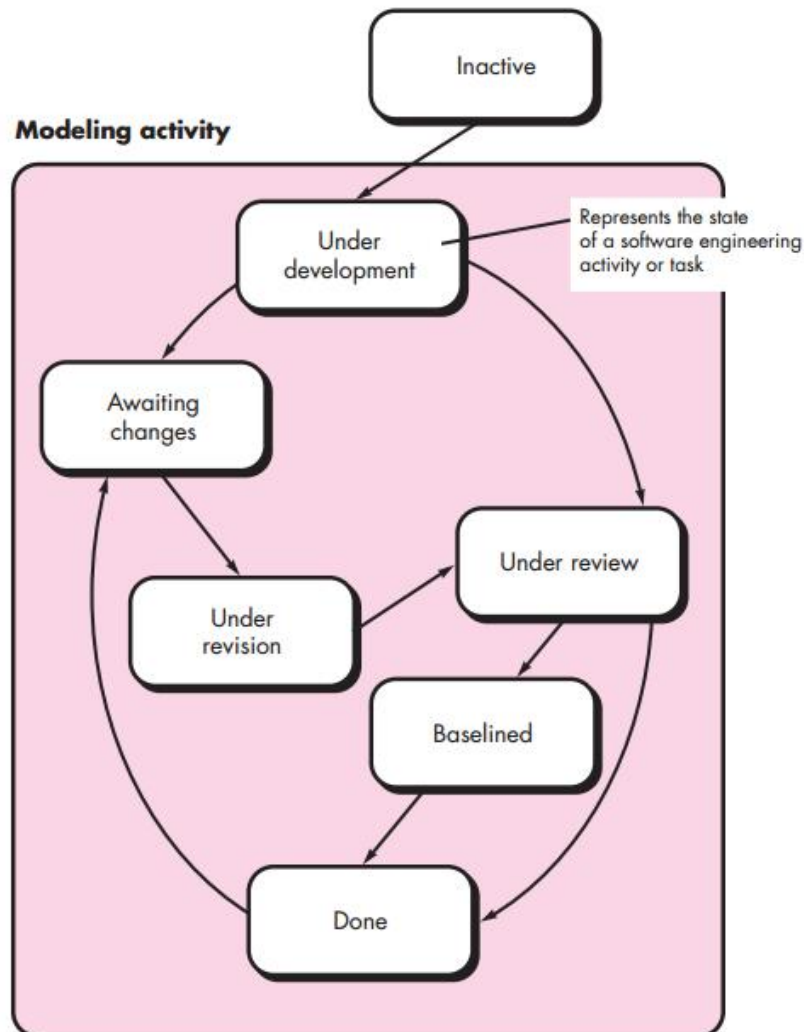 Inactive
Modeling activity
Represents the state
of a software engineering
activity or task
Under
development
Awaiting
changes
Under review
Under
revision
Baselined
Done